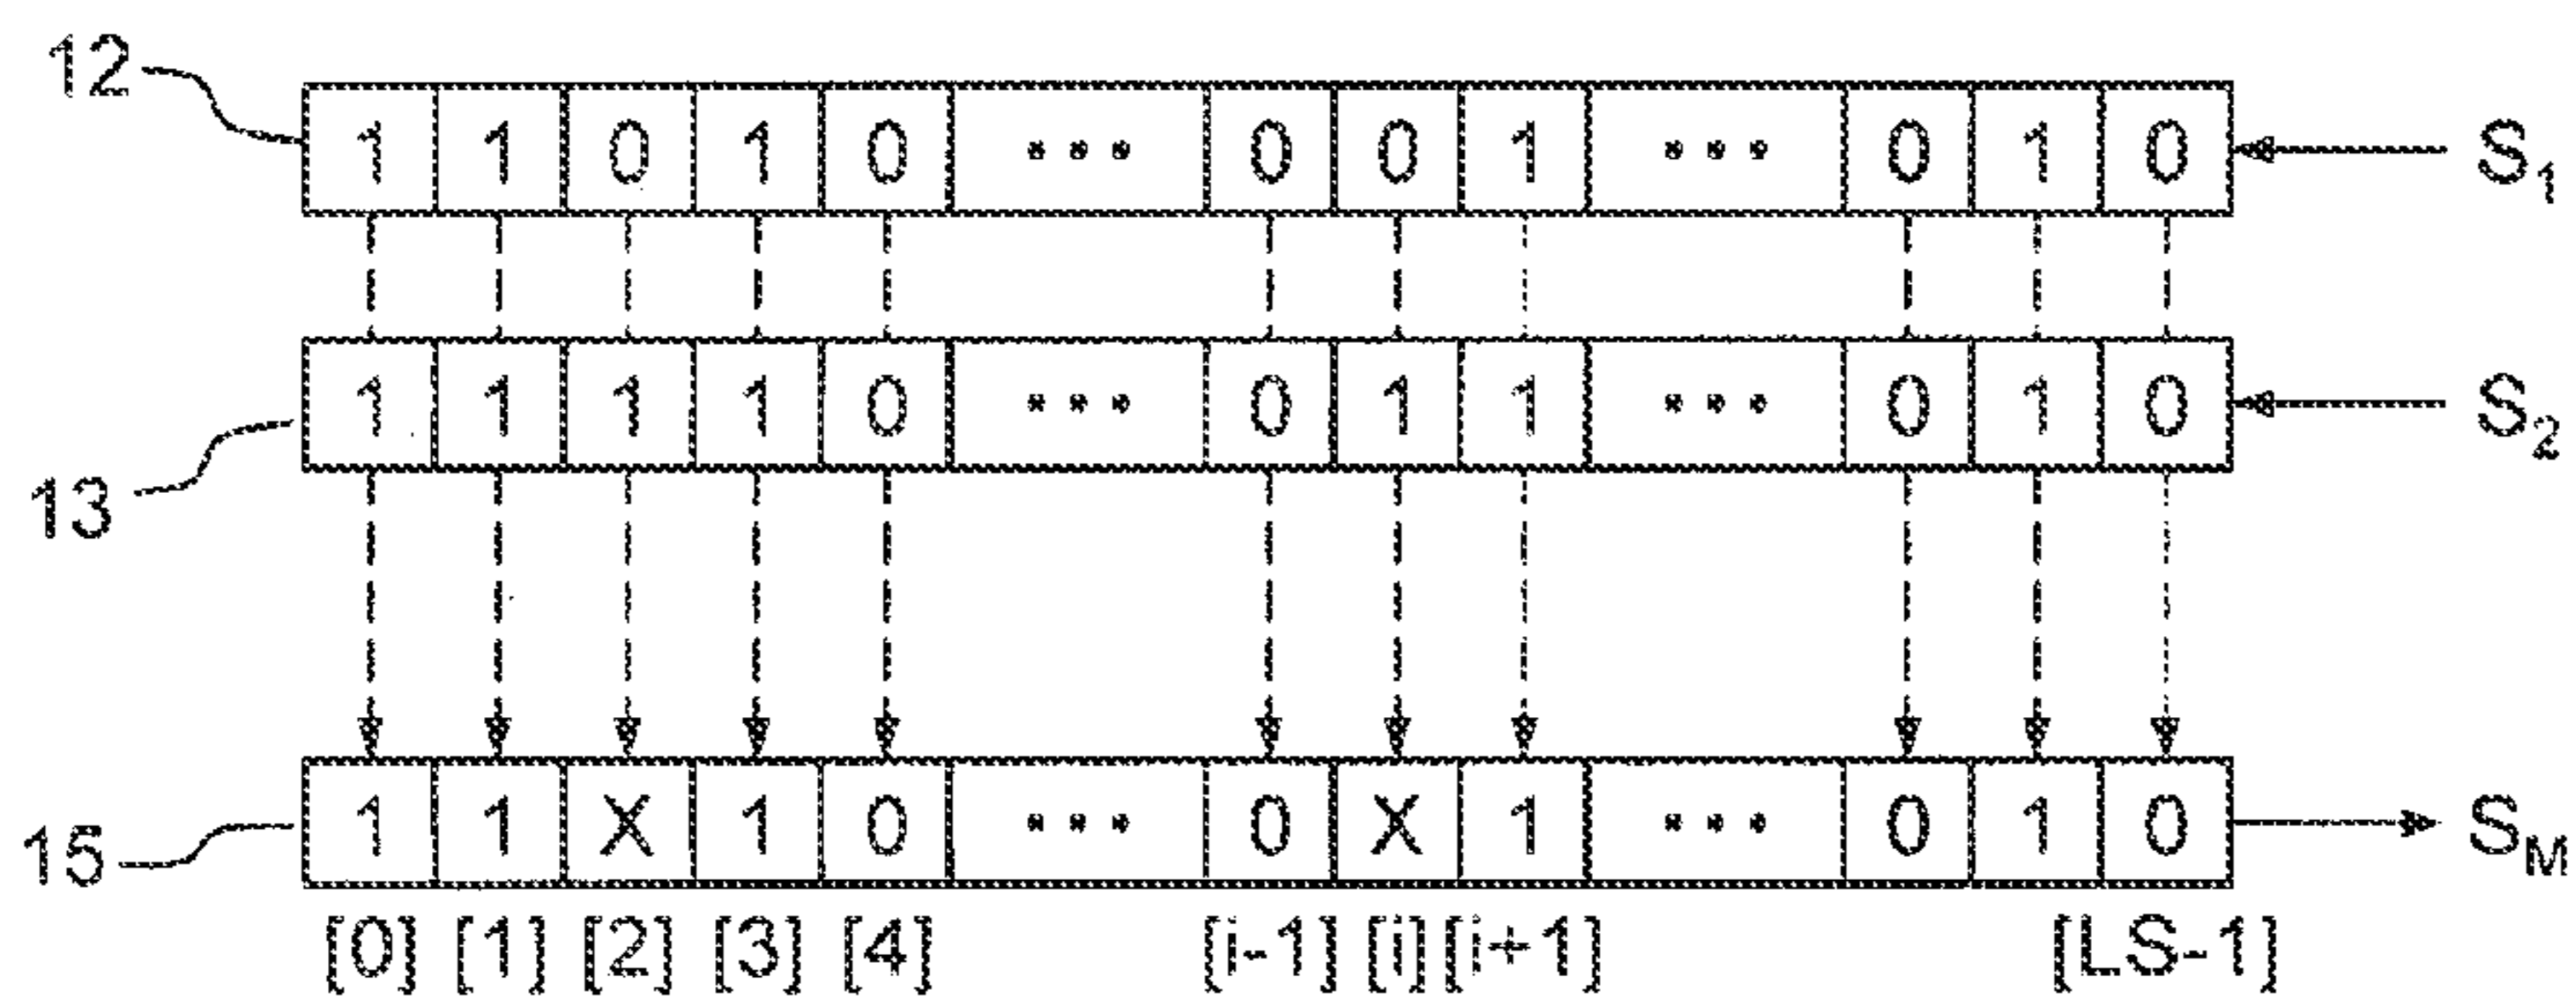 12
1 1 0 1 0 ... 0 0 1 ... 0 1 0 S1
1 1 1 1 0 ... 0 1 1 ... 0 1 0 S2
13
1 1 X 1 0 ... 0 X 1 ... 0 1 0 SM
15
[0] [1] [2] [3] [4] [i-1] [i] [i+1] [LS-1]